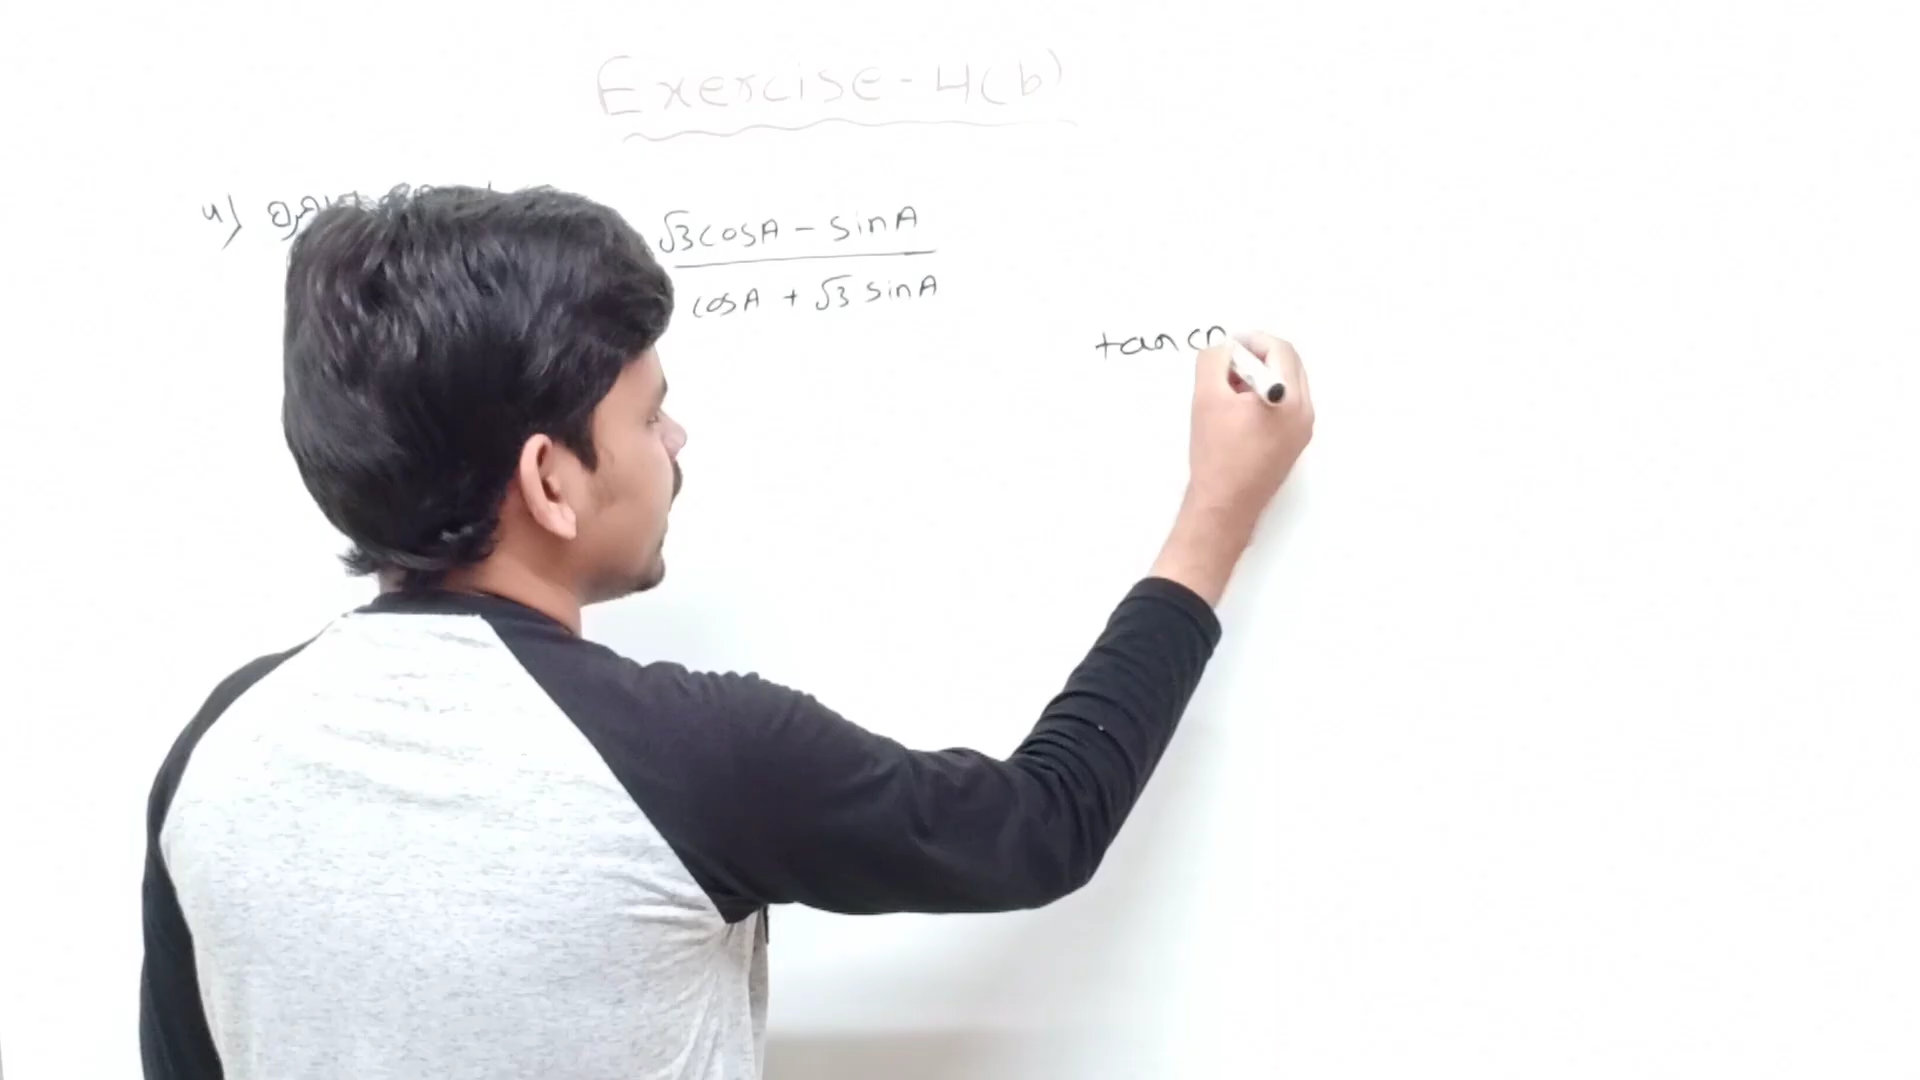 Exercise-4(b)
4)
√3cosA - sinA
cosA + √3 sinA
tan(